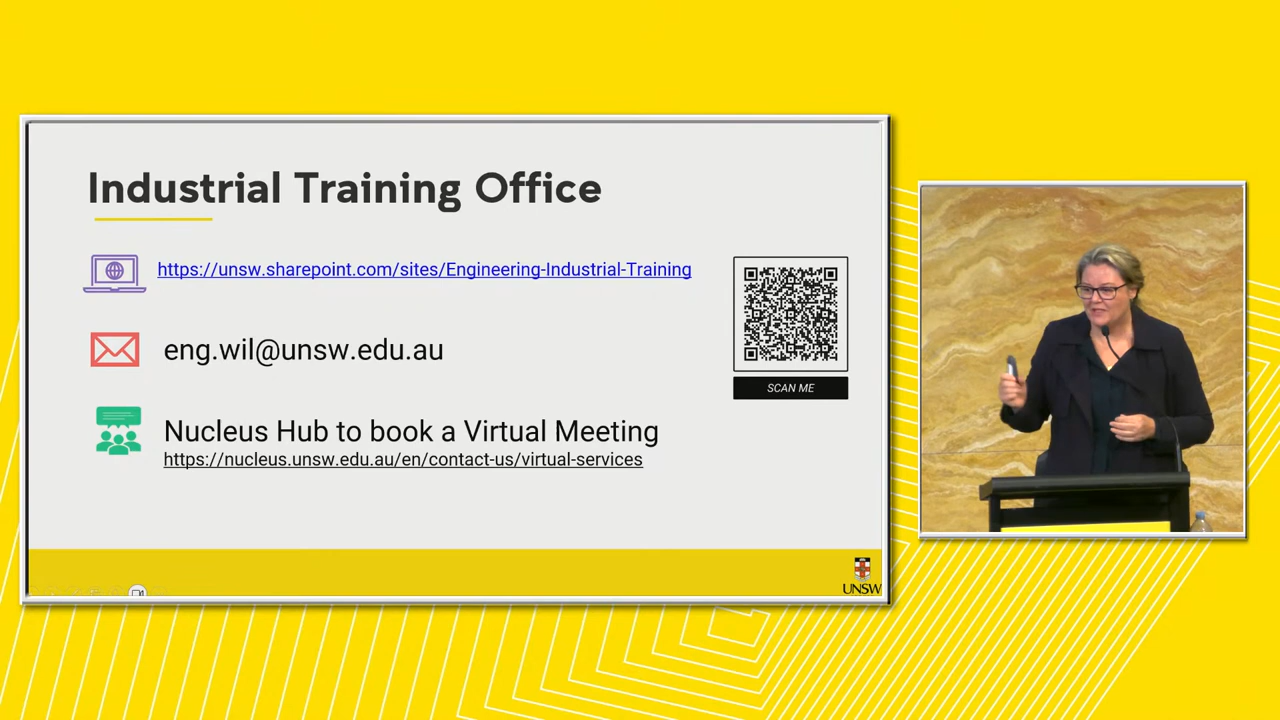 Industrial Training Office
https://unsw.sharepoint.com/sites/Engineering-Industrial-Training
eng.wil@unsw.edu.au
SCAN ME
Nucleus Hub to book a Virtual Meeting
https://nucleus.unsw.edu.au/en/contact-us/virtual-services
UNSW